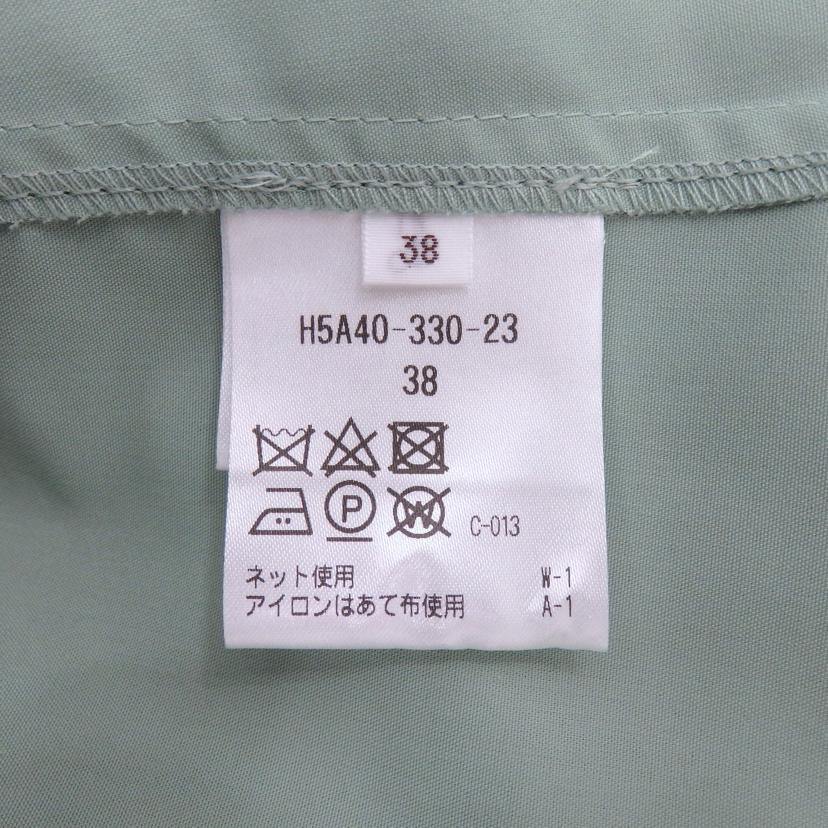 38
H5A40-330-23
38
P W C-013
ネット使用 W-1
アイロンはあて布使用 A-1